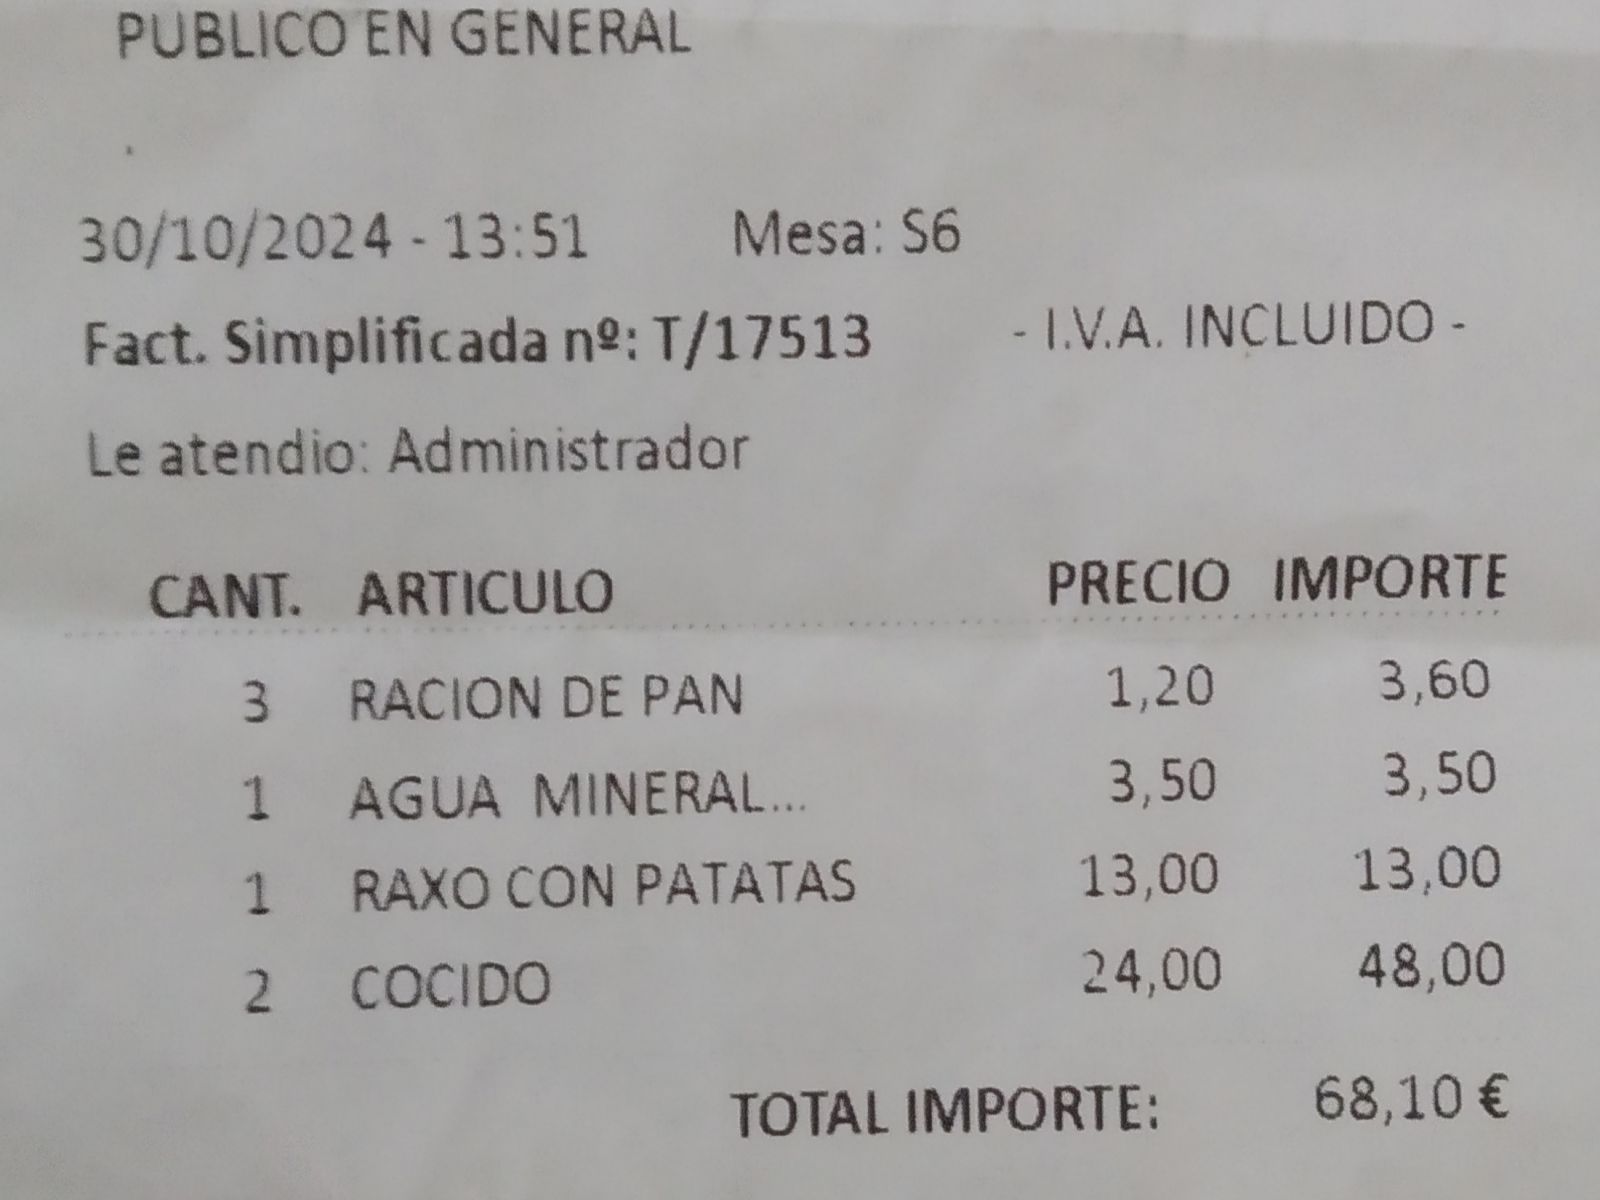 PUBLICO EN GENERAL
.
30/10/2024 - 13:51 Mesa: S6
Fact. Simplificada nº: T/17513 - I.V.A. INCLUIDO -
Le atendio: Administrador
CANT. ARTICULO PRECIO IMPORTE
3 RACION DE PAN 1,20 3,60
1 AGUA MINERAL... 3,50 3,50
1 RAXO CON PATATAS 13,00 13,00
2 COCIDO 24,00 48,00
TOTAL IMPORTE: 68,10 €